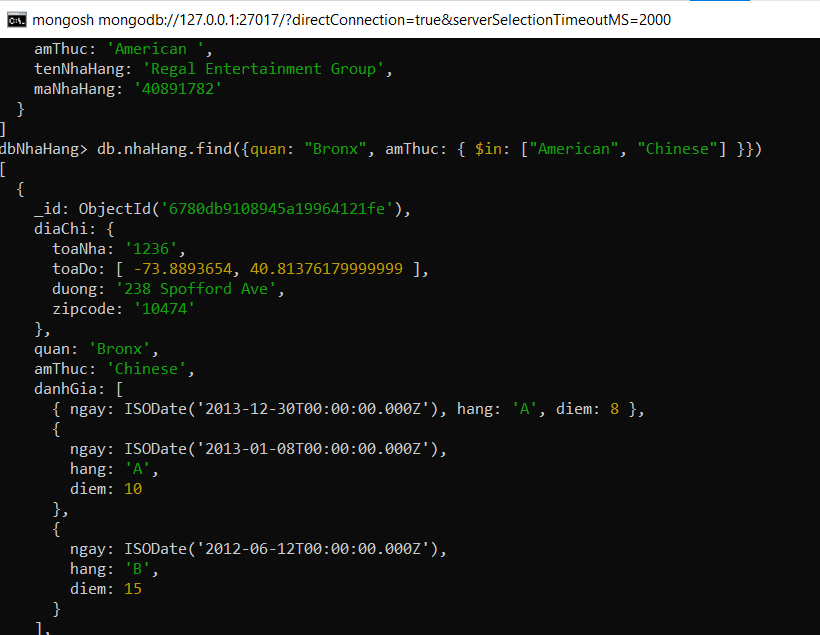 mongosh mongodb://127.0.0.1:27017/?directConnection=true&serverSelectionTimeoutMS=2000
amThuc: 'American ',
tenNhaHang: 'Regal Entertainment Group',
maNhaHang: '40891782'
}
]
dbNhaHang> db.nhaHang.find({quan: "Bronx", amThuc: { $in: ["American", "Chinese"] }})
[
{
_id: ObjectId('6780db9108945a19964121fe'),
diaChi: {
toaNha: '1236',
toaDo: [ -73.8893654, 40.81376179999999 ],
duong: '238 Spofford Ave',
zipcode: '10474'
},
quan: 'Bronx',
amThuc: 'Chinese',
danhGia: [
{ ngay: ISODate('2013-12-30T00:00:00.000Z'), hang: 'A', diem: 8 },
{
ngay: ISODate('2013-01-08T00:00:00.000Z'),
hang: 'A',
diem: 10
},
{
ngay: ISODate('2012-06-12T00:00:00.000Z'),
hang: 'B',
diem: 15
}
],